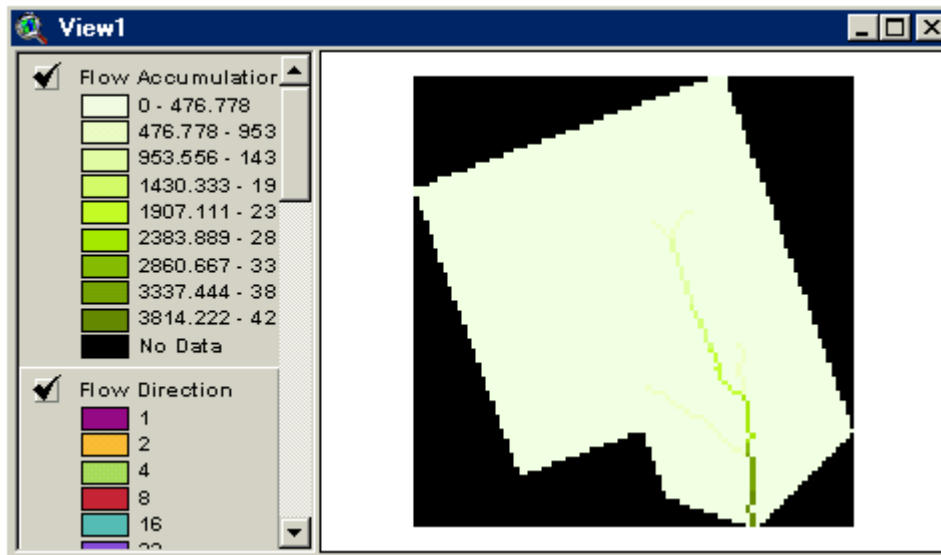 View1
Flow Accumulation
0 - 476.778
476.778 - 953
953.556 - 143
1430.333 - 19
1907.111 - 23
2383.889 - 28
2860.667 - 33
3337.444 - 38
3814.222 - 42
No Data
Flow Direction
1
2
4
8
16